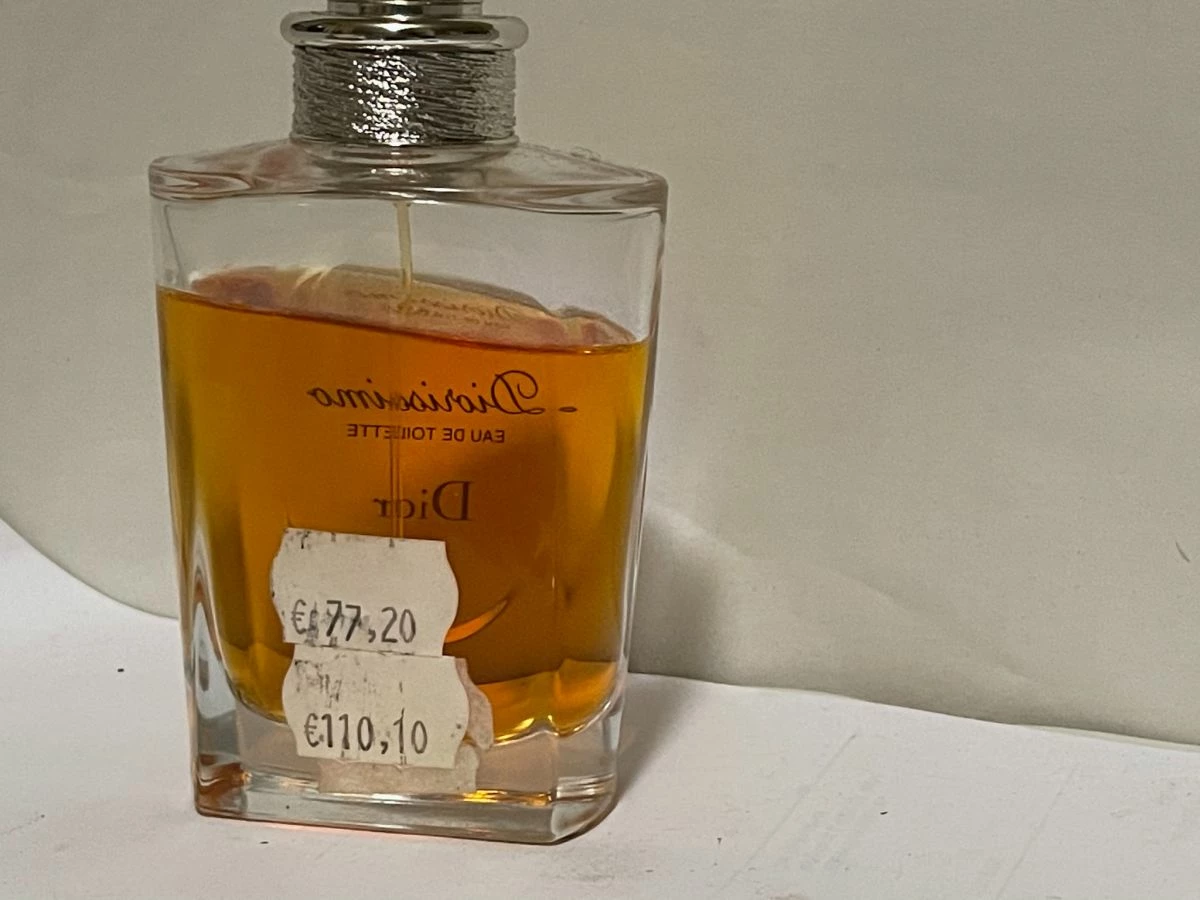 Diorissimo
EAU DE TOILETTE
Dior
€77,20
€110,10